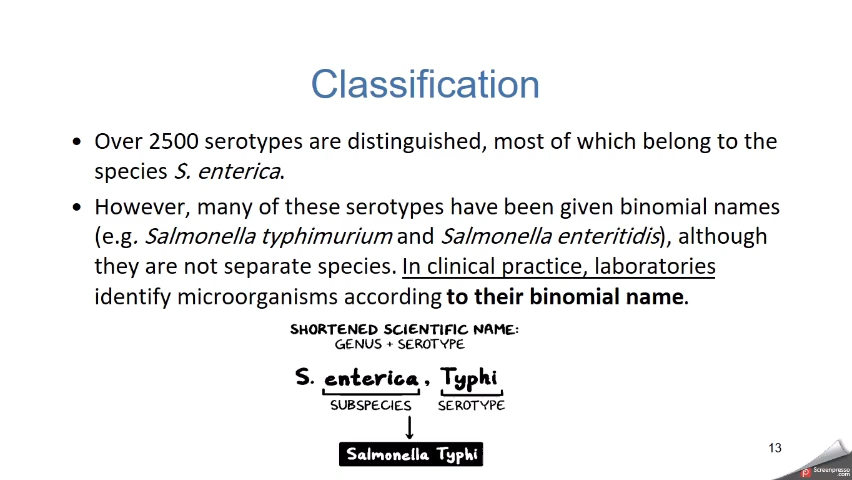 Classification
• Over 2500 serotypes are distinguished, most of which belong to the
species S. enterica.
• However, many of these serotypes have been given binomial names
(e.g. Salmonella typhimurium and Salmonella enteritidis), although
they are not separate species. In clinical practice, laboratories
identify microorganisms according to their binomial name.
SHORTENED SCIENTIFIC NAME:
GENUS + SEROTYPE
S. enterica, Typhi
SUBSPECIES SEROTYPE
Salmonella Typhi
13
Screenpresso
.com